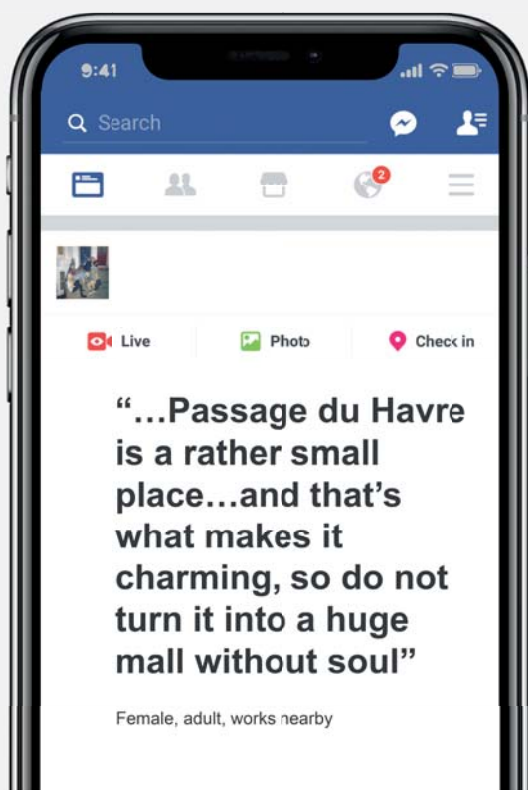 9:41
Search
2
Live Photo Check in
“…Passage du Havre
is a rather small
place…and that’s
what makes it
charming, so do not
turn it into a huge
mall without soul”
Female, adult, works nearby